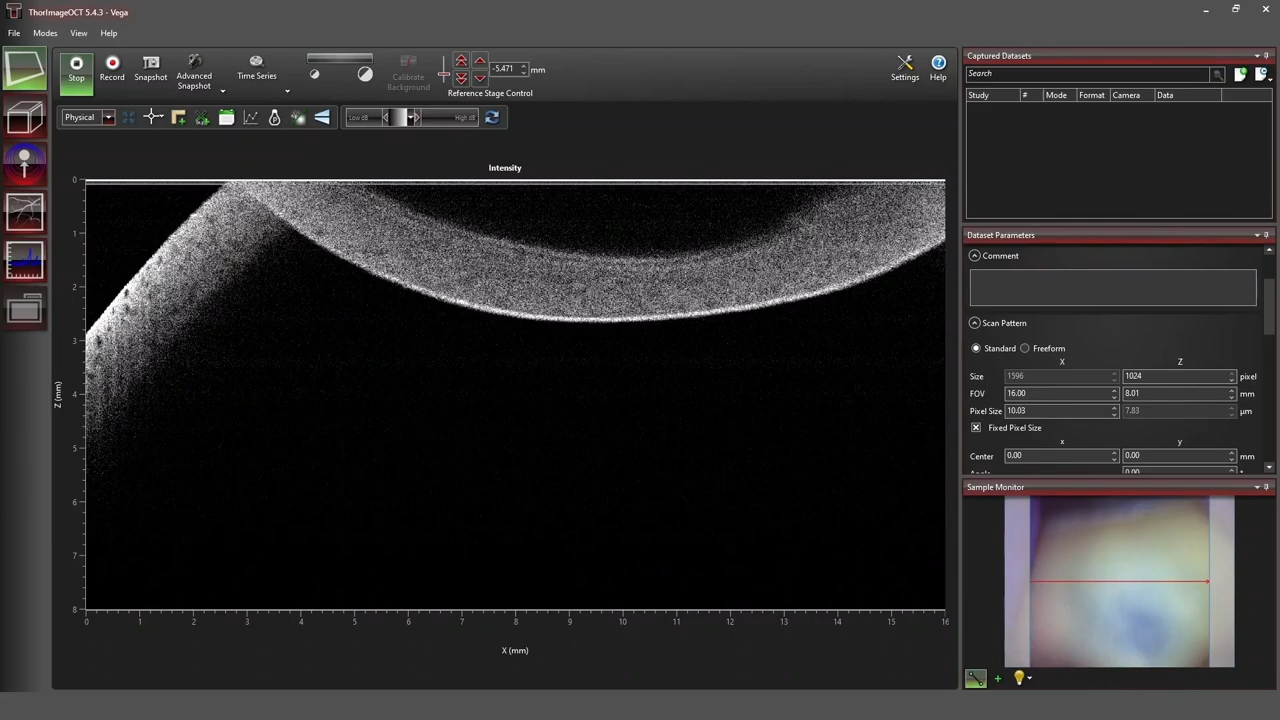 ThorImageOCT 5.4.3 - Vega
File Modes View Help
Stop Record Snapshot Advanced Snapshot Time Series Calibrate Background -5.471 mm Reference Stage Control Settings Help
Physical Low dB High dB
Intensity
0
1
2
3
4
5
6
7
8
Z (mm)
0 1 2 3 4 5 6 7 8 9 10 11 12 13 14 15 16
X (mm)
Captured Datasets
Search
Study # Mode Format Camera Data
Dataset Parameters
Comment
Scan Pattern
Standard Freeform
X Z
Size 1596 1024 pixel
FOV 16.00 8.01 mm
Pixel Size 10.03 7.83 µm
Fixed Pixel Size
x y
Center 0.00 0.00 mm
Sample Monitor